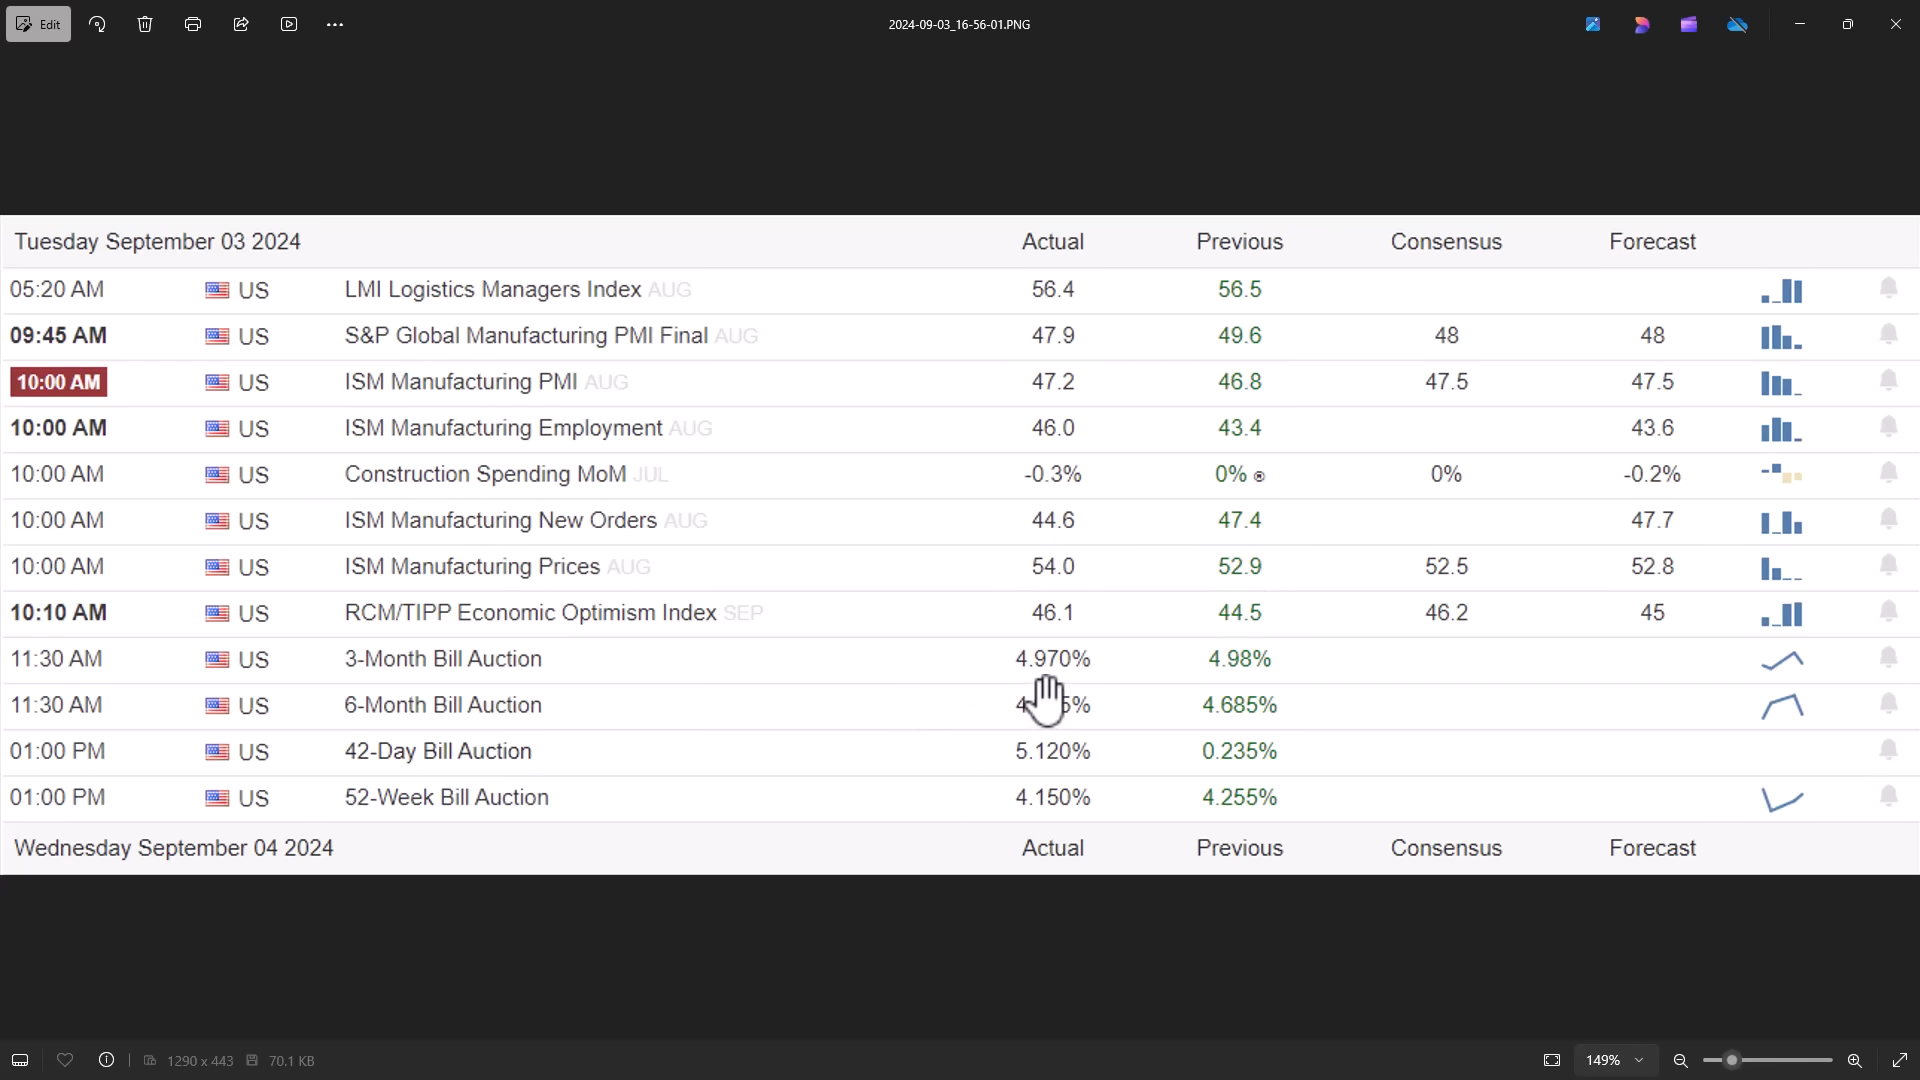 Edit
2024-09-03_16-56-01.PNG
Tuesday September 03 2024 Actual Previous Consensus Forecast
05:20 AM US LMI Logistics Managers Index AUG 56.4 56.5
09:45 AM US S&P Global Manufacturing PMI Final AUG 47.9 49.6 48 48
10:00 AM US ISM Manufacturing PMI AUG 47.2 46.8 47.5 47.5
10:00 AM US ISM Manufacturing Employment AUG 46.0 43.4 43.6
10:00 AM US Construction Spending MoM JUL -0.3% 0% ® 0% -0.2%
10:00 AM US ISM Manufacturing New Orders AUG 44.6 47.4 47.7
10:00 AM US ISM Manufacturing Prices AUG 54.0 52.9 52.5 52.8
10:10 AM US RCM/TIPP Economic Optimism Index SEP 46.1 44.5 46.2 45
11:30 AM US 3-Month Bill Auction 4.970% 4.98%
11:30 AM US 6-Month Bill Auction 4.685%
01:00 PM US 42-Day Bill Auction 5.120% 0.235%
01:00 PM US 52-Week Bill Auction 4.150% 4.255%
Wednesday September 04 2024 Actual Previous Consensus Forecast
1290 x 443 70.1 KB 149%